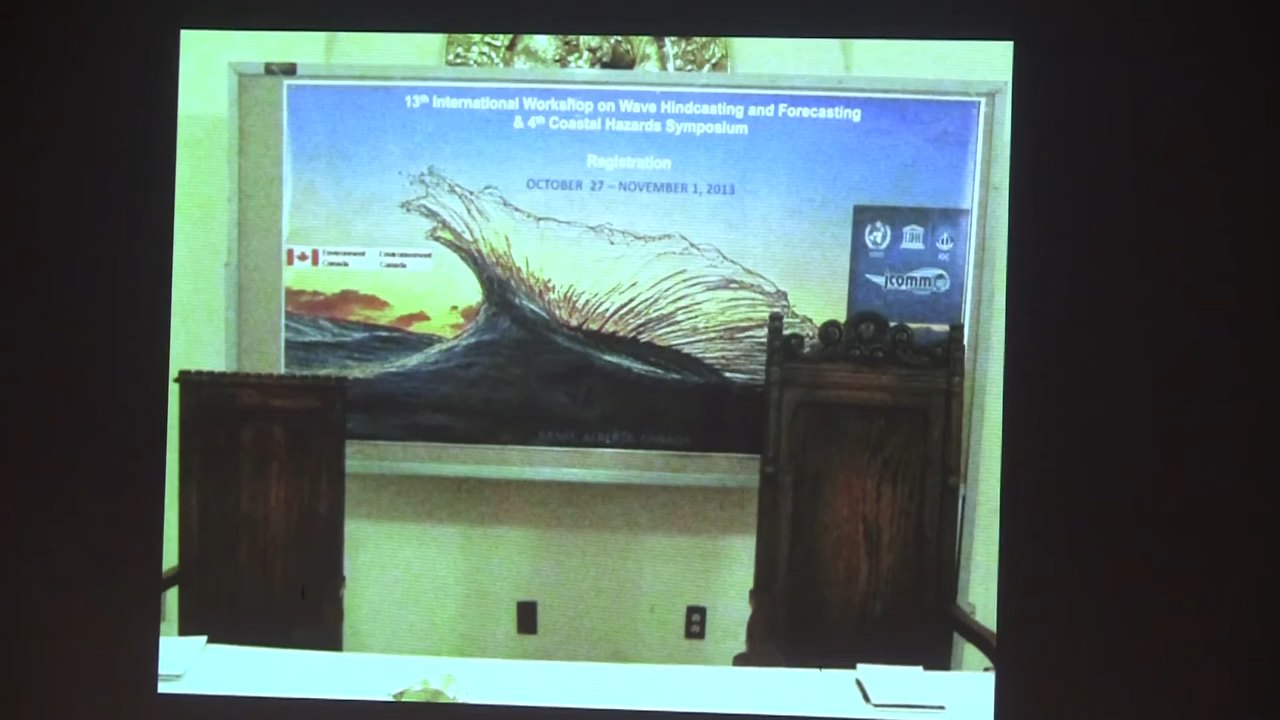 13th International Workshop on Wave Hindcasting and Forecasting
& 4th Coastal Hazards Symposium
Registration
OCTOBER 27 – NOVEMBER 1, 2013
Environment Environnement
Canada Canada
jcomm
BANFF, ALBERTA, CANADA